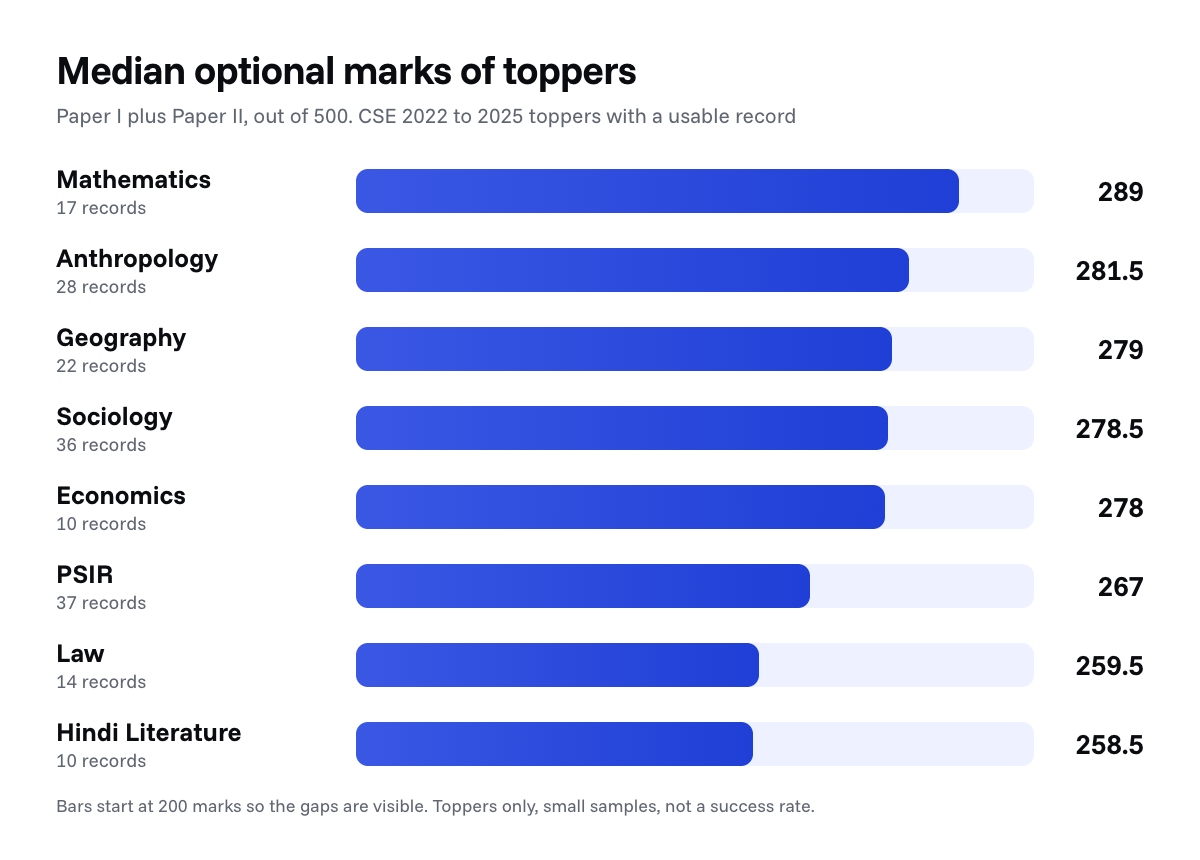 Median optional marks of toppers
Paper I plus Paper II, out of 500. CSE 2022 to 2025 toppers with a usable record
Mathematics
17 records
289
Anthropology
28 records
281.5
Geography
22 records
279
Sociology
36 records
278.5
Economics
10 records
278
PSIR
37 records
267
Law
14 records
259.5
Hindi Literature
10 records
258.5
Bars start at 200 marks so the gaps are visible. Toppers only, small samples, not a success rate.